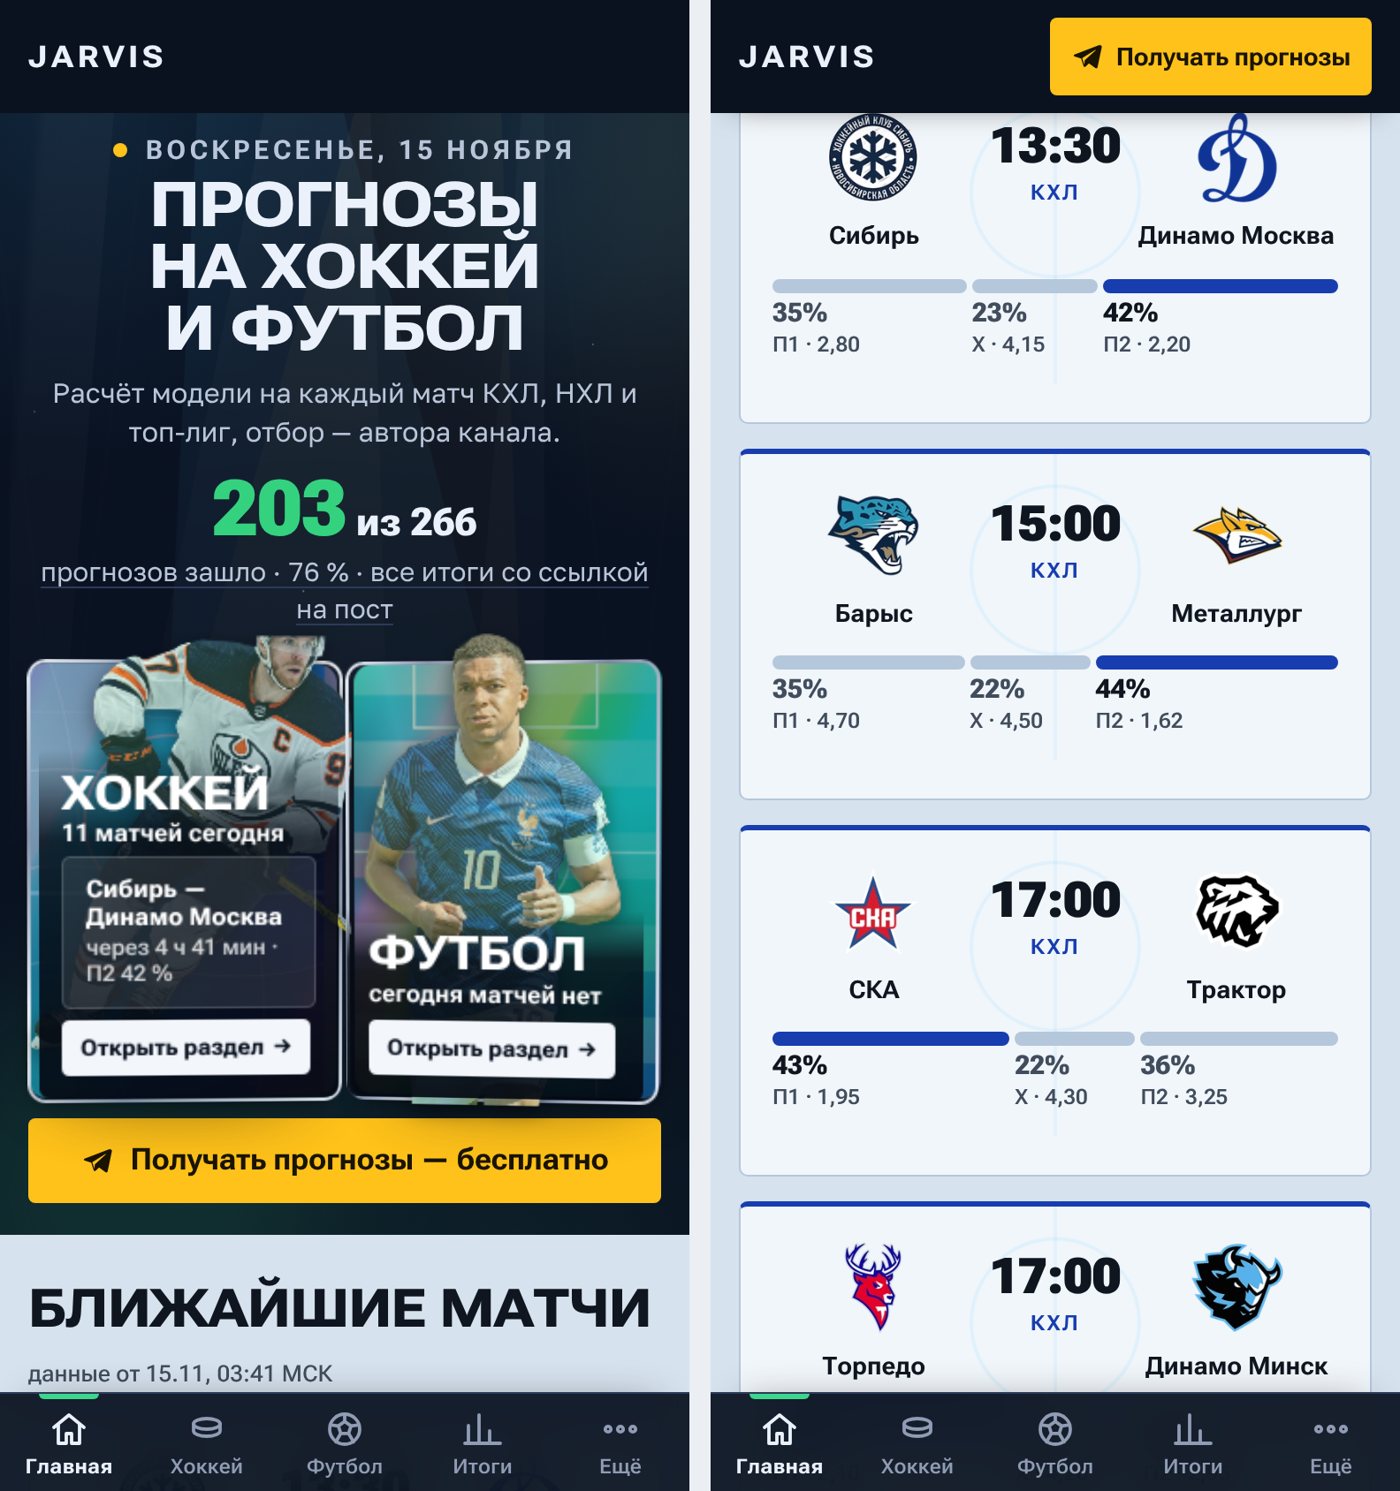 JARVIS
ВОСКРЕСЕНЬЕ, 15 НОЯБРЯ
ПРОГНОЗЫ
НА ХОККЕЙ
И ФУТБОЛ
Расчёт модели на каждый матч КХЛ, НХЛ и
топ-лиг, отбор — автора канала.
203 из 266
прогнозов зашло · 76 % · все итоги со ссылкой
на пост
ХОККЕЙ
11 матчей сегодня
Сибирь —
Динамо Москва
через 4 ч 41 мин ·
П2 42 %
Открыть раздел →
10
ФУТБОЛ
сегодня матчей нет
Открыть раздел →
Получать прогнозы — бесплатно
БЛИЖАЙШИЕ МАТЧИ
данные от 15.11, 03:41 МСК
Главная
Хоккей
Футбол
Итоги
Ещё
JARVIS
Получать прогнозы
ХОККЕЙНЫЙ КЛУБ СИБИРЬ
НОВОСИБИРСКАЯ ОБЛАСТЬ
13:30
КХЛ
Сибирь
Динамо Москва
35% 23% 42%
П1 · 2,80 X · 4,15 П2 · 2,20
15:00
КХЛ
Барыс
Металлург
35% 22% 44%
П1 · 4,70 X · 4,50 П2 · 1,62
СКА
17:00
КХЛ
СКА
Трактор
43% 22% 36%
П1 · 1,95 X · 4,30 П2 · 3,25
Т
17:00
КХЛ
Торпедо
Динамо Минск
Главная
Хоккей
Футбол
Итоги
Ещё